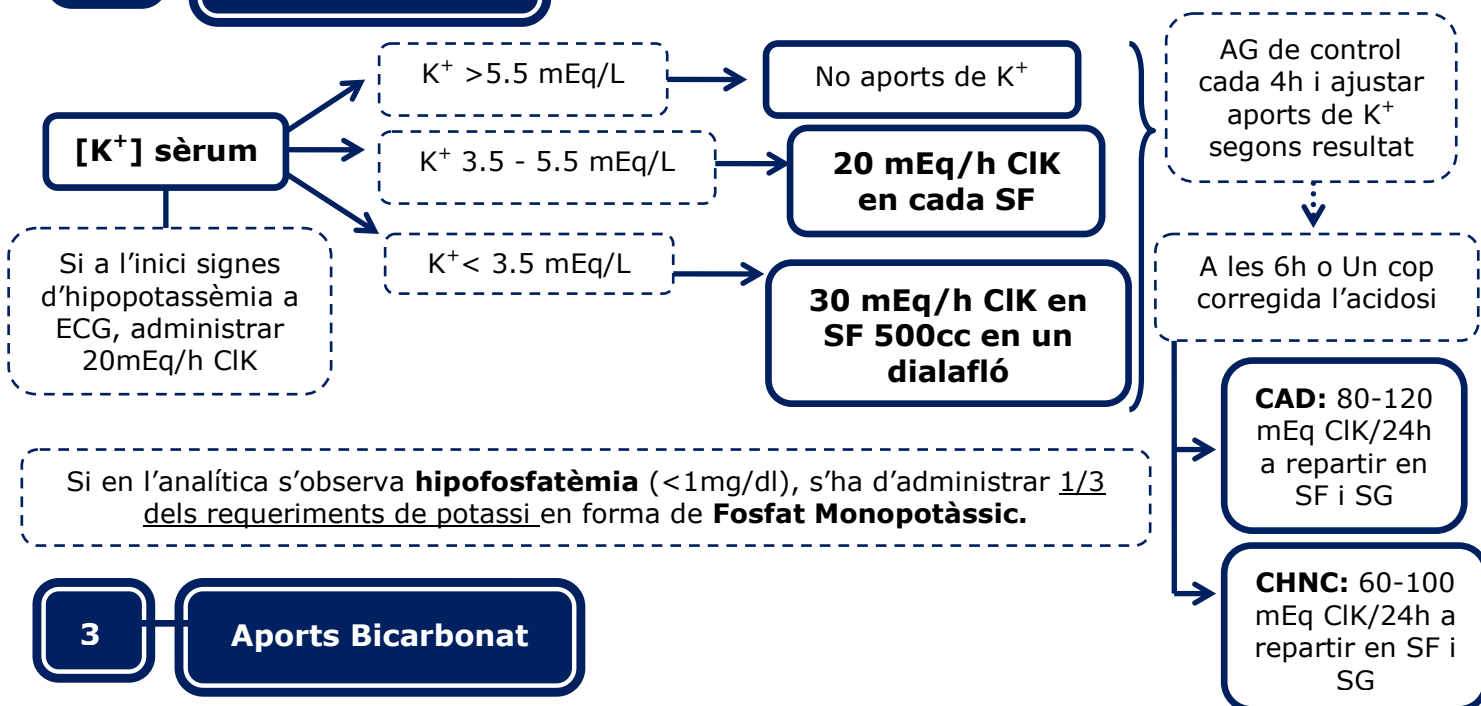 K+ >5.5 mEq/L
No aports de K+
[K+] sèrum
K+ 3.5 - 5.5 mEq/L
20 mEq/h ClK
en cada SF
K+< 3.5 mEq/L
30 mEq/h ClK en
SF 500cc en un
dialafló
Si a l’inici signes
d’hipopotassèmia a
ECG, administrar
20mEq/h ClK
AG de control
cada 4h i ajustar
aports de K+
segons resultat
A les 6h o Un cop
corregida l’acidosi
CAD: 80-120
mEq ClK/24h
a repartir en
SF i SG
CHNC: 60-100
mEq ClK/24h a
repartir en SF i
SG
Si en l’analítica s’observa hipofosfatèmia (<1mg/dl), s’ha d’administrar 1/3
dels requeriments de potassi en forma de Fosfat Monopotàssic.
3
Aports Bicarbonat